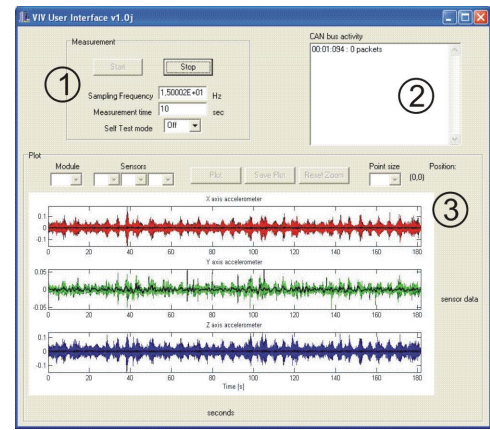 VIV User Interface v1.0j
Measurement
Start
Stop
Sampling Frequency 1,50002E+01 Hz
Measurement time 10 sec
Self Test mode Off
1
CAN bus activity
00:01:094 : 0 packets
2
Plot
Module Sensors Point size Position:
Plot Save Plot Reset Zoom (0,0)
3
X axis accelerometer
0.1
0
-0.1
0 20 40 60 80 100 120 140 160 180
Y axis accelerometer
0.05
0
-0.05
0 20 40 60 80 100 120 140 160 180
sensor data
Z axis accelerometer
0.1
0
-0.1
0 20 40 60 80 100 120 140 160 180
Time [s]
seconds